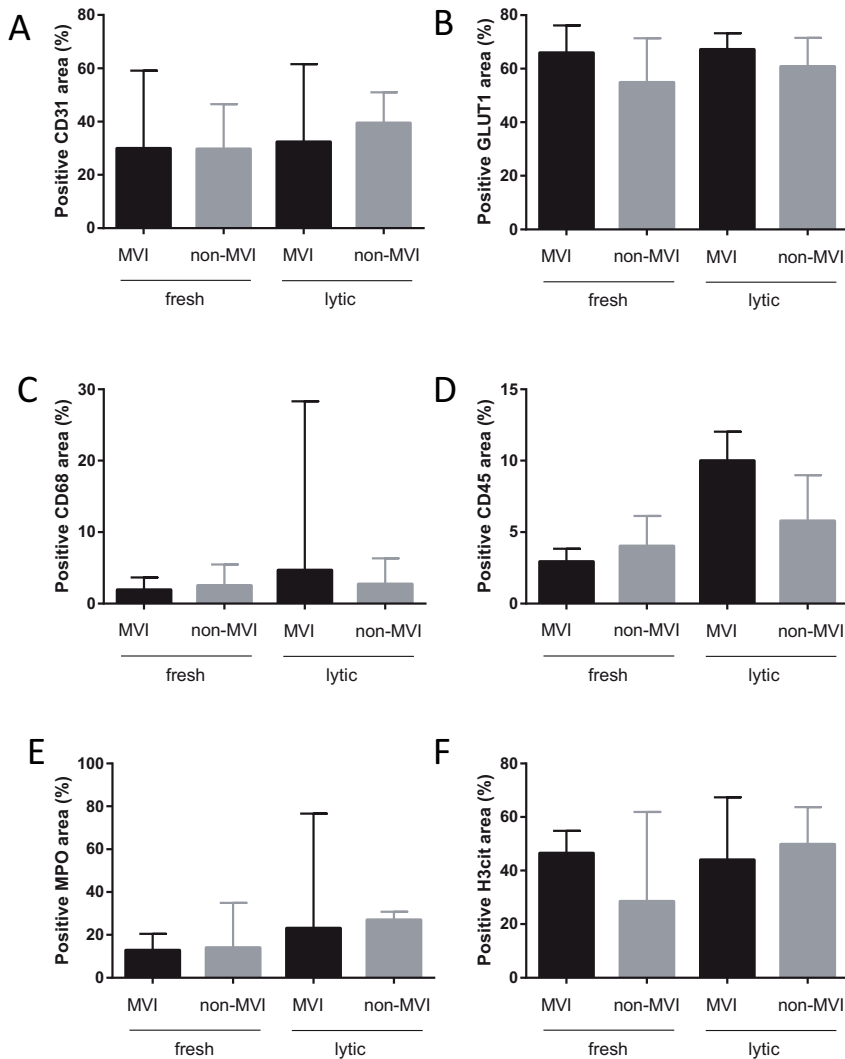 A
Positive CD31 area (%)
80
60
40
20
0
MVI non-MVI MVI non-MVI
fresh lytic
B
Positive GLUT1 area (%)
80
60
40
20
0
MVI non-MVI MVI non-MVI
fresh lytic
C
Positive CD68 area (%)
30
20
10
0
MVI non-MVI MVI non-MVI
fresh lytic
D
Positive CD45 area (%)
15
10
5
0
MVI non-MVI MVI non-MVI
fresh lytic
E
Positive MPO area (%)
100
80
60
40
20
0
MVI non-MVI MVI non-MVI
fresh lytic
F
Positive H3cit area (%)
80
60
40
20
0
MVI non-MVI MVI non-MVI
fresh lytic